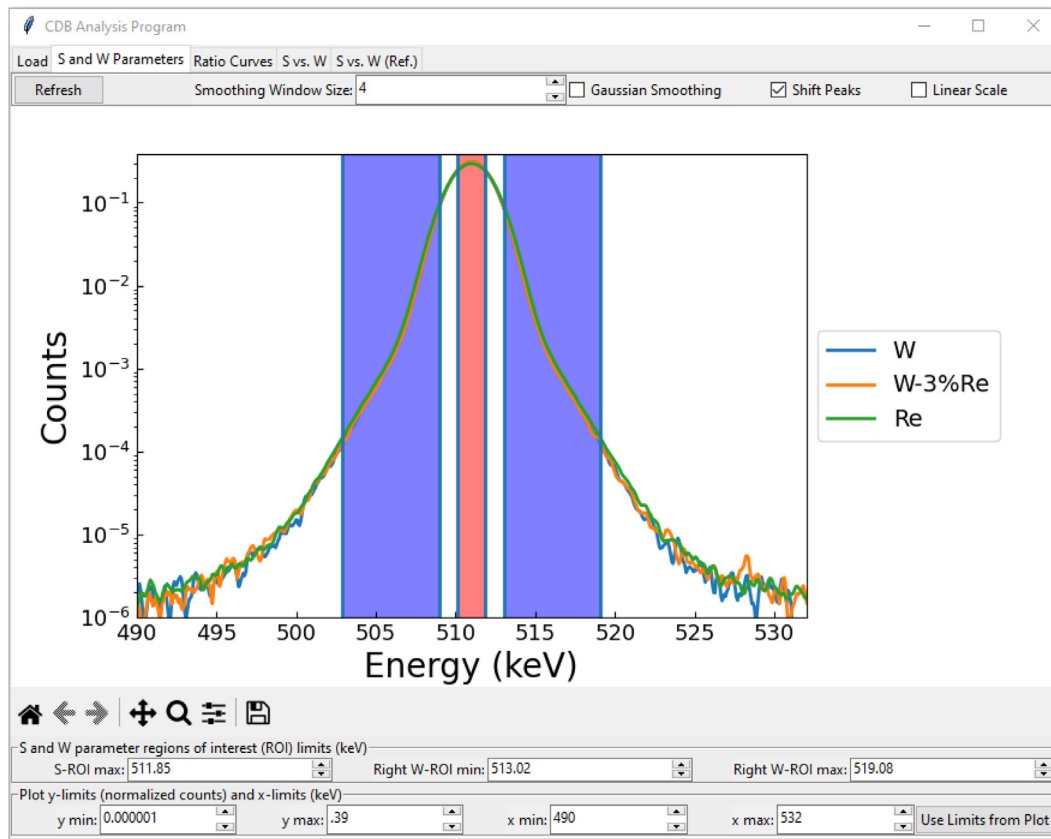 CDB Analysis Program
Load S and W Parameters Ratio Curves S vs. W S vs. W (Ref.)
Refresh Smoothing Window Size: 4 Gaussian Smoothing Shift Peaks Linear Scale
10⁻¹
10⁻²
10⁻³
10⁻⁴
10⁻⁵
10⁻⁶
Counts
490 495 500 505 510 515 520 525 530
Energy (keV)
W
W-3%Re
Re
S and W parameter regions of interest (ROI) limits (keV)
S-ROI max: 511.85 Right W-ROI min: 513.02 Right W-ROI max: 519.08
Plot y-limits (normalized counts) and x-limits (keV)
y min: 0.000001 y max: .39 x min: 490 x max: 532 Use Limits from Plot